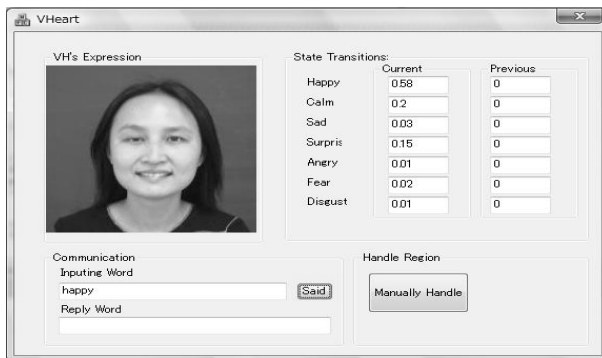 VHeart
VH's Expression
State Transitions:
Current Previous
Happy 0.58 0
Calm 0.2 0
Sad 0.03 0
Surpris 0.15 0
Angry 0.01 0
Fear 0.02 0
Disgust 0.01 0
Communication
Inputing Word
happy Said
Reply Word
Handle Region
Manually Handle